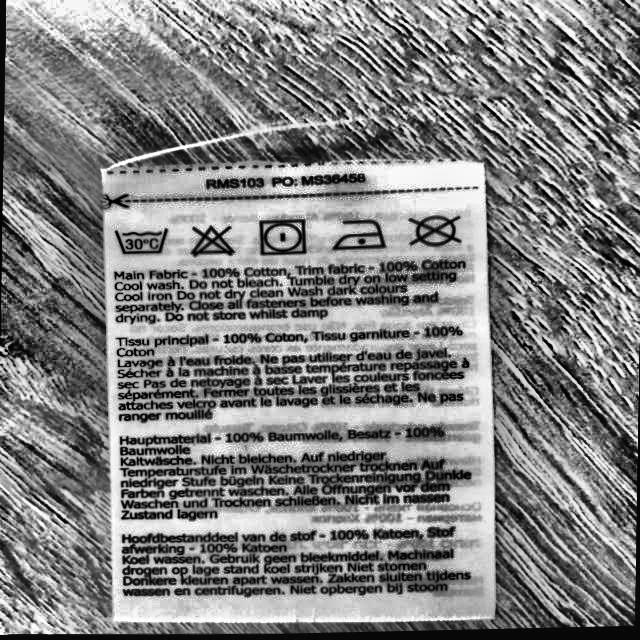 RMS103 PO: MS36458
30°C
Main Fabric - 100% Cotton, Trim fabric - 100% Cotton
Cool wash. Do not bleach. Tumble dry on low setting
Cool iron Do not dry clean Wash dark colours
separately. Close all fasteners before washing and
drying. Do not store whilst damp
Tissu principal - 100% Coton, Tissu garniture - 100%
Coton
Lavage à l'eau froide. Ne pas utiliser d'eau de javel.
Sécher à la machine à basse température repassage à
sec Pas de netoyage à sec Laver les couleurs foncées
séparément. Fermer toutes les glissières et les
attaches velcro avant le lavage et le séchage. Ne pas
ranger mouillé
Hauptmaterial - 100% Baumwolle, Besatz - 100%
Baumwolle
Kaltwäsche. Nicht bleichen. Auf niedriger
Temperaturstufe im Wäschetrockner trocknen Auf
niedriger Stufe bügeln Keine Trockenreinigung Dunkle
Farben getrennt waschen. Alle Öffnungen vor dem
Waschen und Trocknen schließen. Nicht im nassen
Zustand lagern
Hoofdbestanddeel van de stof - 100% Katoen, Stof
afwerking - 100% Katoen
Koel wassen. Gebruik geen bleekmiddel. Machinaal
drogen op lage stand koel strijken Niet stomen
Donkere kleuren apart wassen. Zakken sluiten tijdens
wassen en centrifugeren. Niet opbergen bij stoom